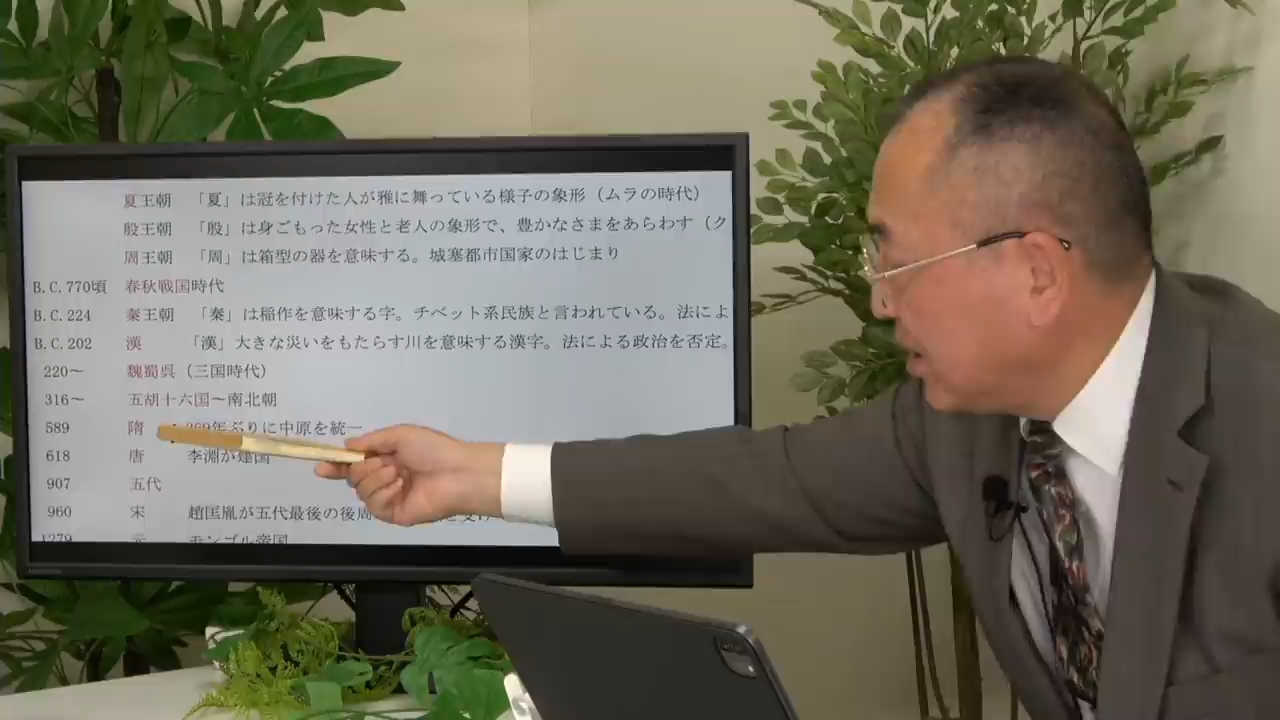 夏王朝 「夏」は冠を付けた人が雅に舞っている様子の象形（ムラの時代）
殷王朝 「殷」は身ごもった女性と老人の象形で、豊かなさまをあらわす（ク
周王朝 「周」は箱型の器を意味する。城塞都市国家のはじまり
B.C.770頃 春秋戦国時代
B.C.224 秦王朝 「秦」は稲作を意味する字。チベット系民族と言われている。法によ
B.C.202 漢 「漢」大きな災いをもたらす川を意味する漢字。法による政治を否定。
220～ 魏蜀呉（三国時代）
316～ 五胡十六国～南北朝
589 隋 年ぶりに中原を統一
618 唐 李淵が建国
907 五代
960 宋 趙匡胤が五代最後の後周
1279 元 モンゴル帝国